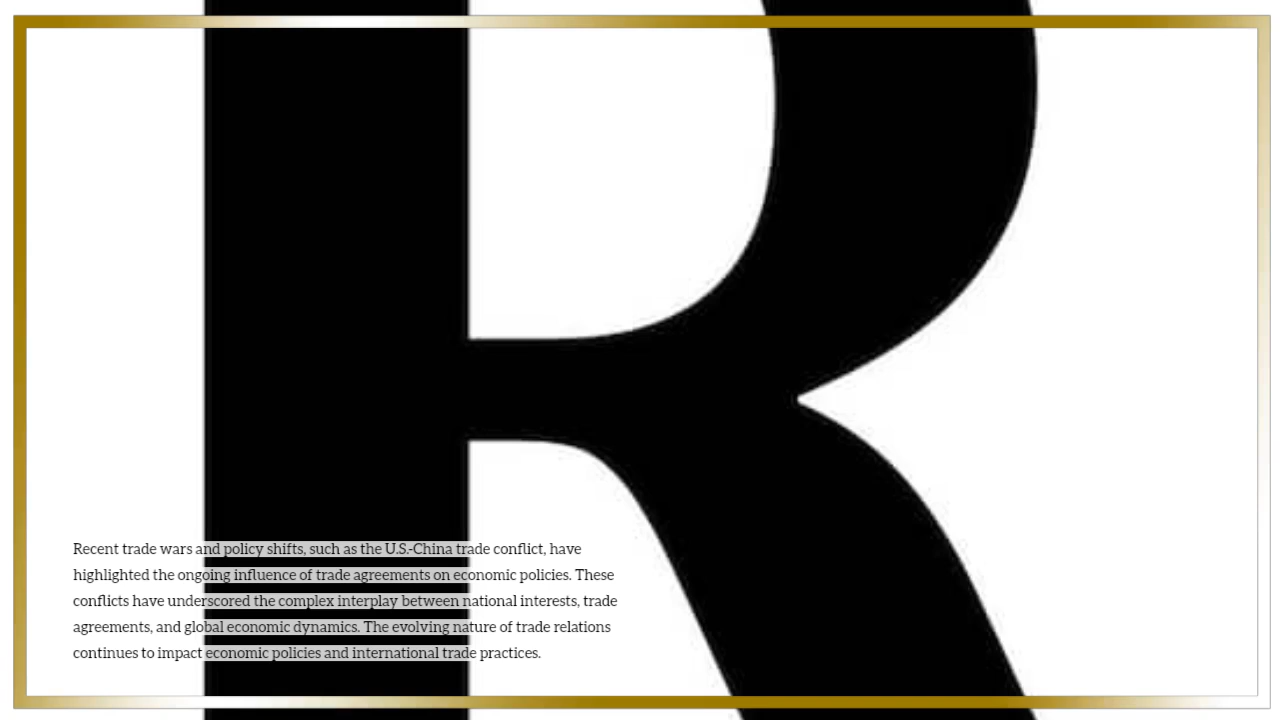 R
Recent trade wars and policy shifts, such as the U.S.-China trade conflict, have
highlighted the ongoing influence of trade agreements on economic policies. These
conflicts have underscored the complex interplay between national interests, trade
agreements, and global economic dynamics. The evolving nature of trade relations
continues to impact economic policies and international trade practices.